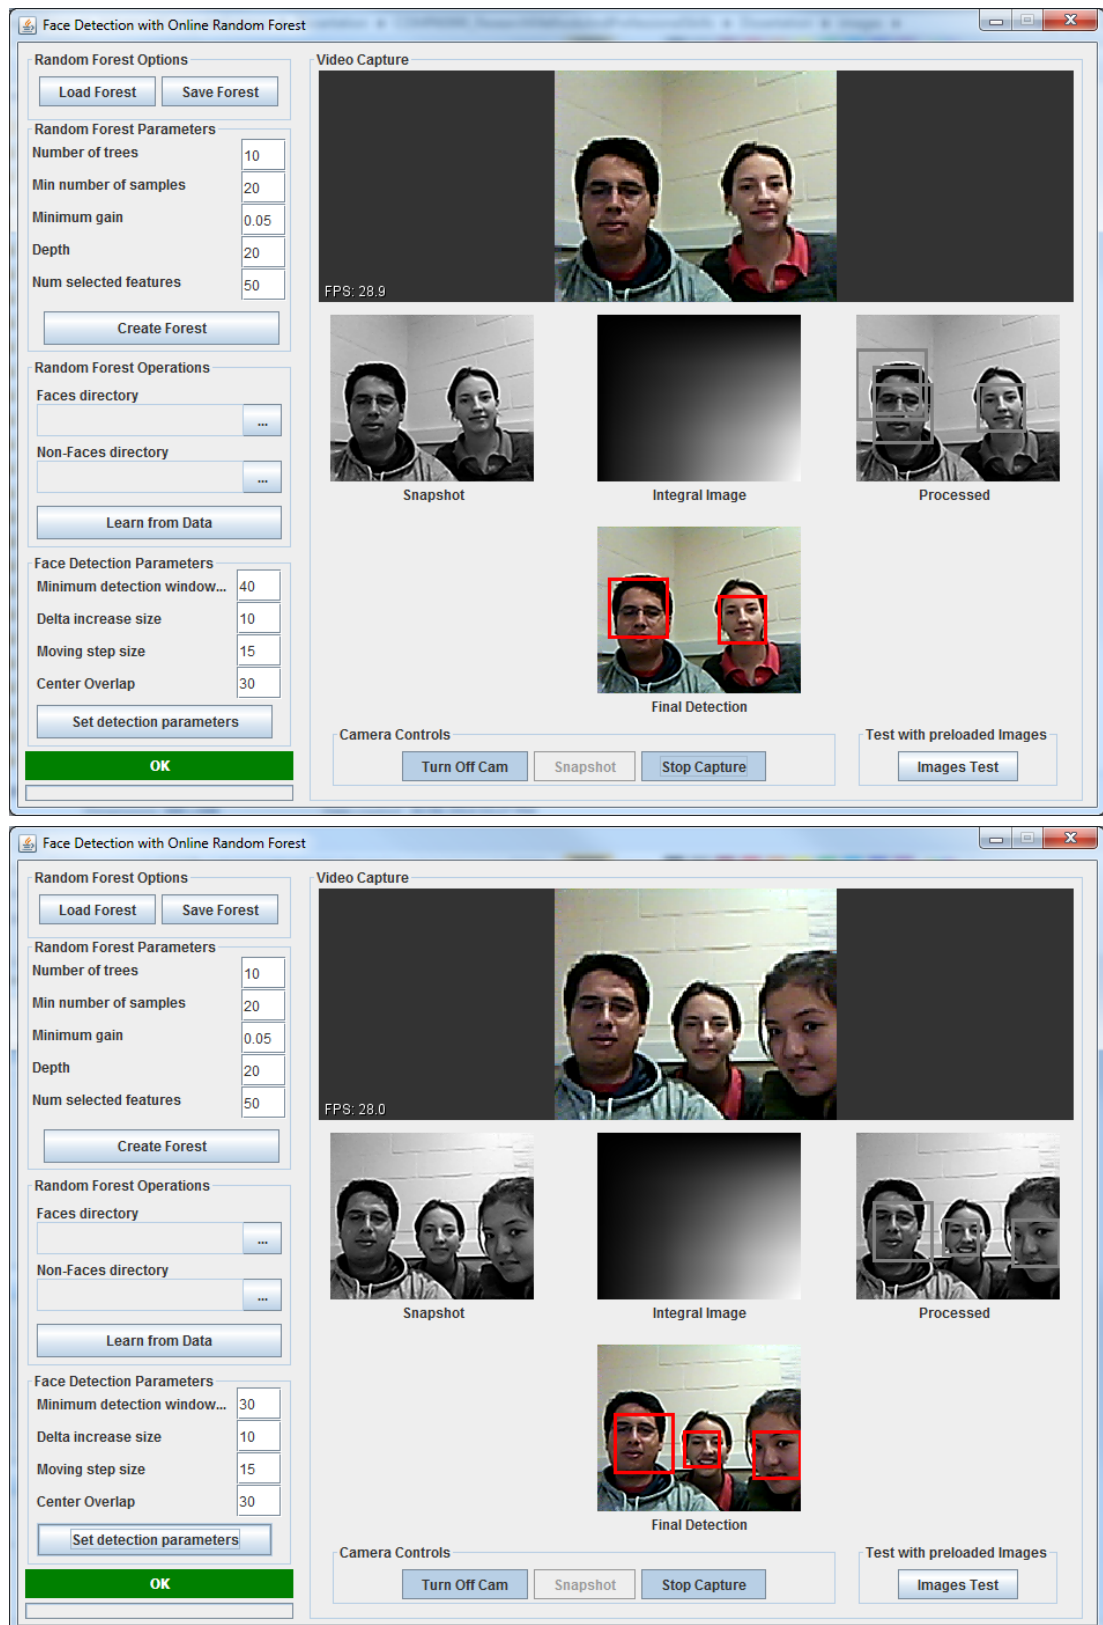 Face Detection with Online Random Forest
Random Forest Options
Load Forest Save Forest
Random Forest Parameters
Number of trees 10
Min number of samples 20
Minimum gain 0.05
Depth 20
Num selected features 50
Create Forest
Random Forest Operations
Faces directory
...
Non-Faces directory
...
Learn from Data
Face Detection Parameters
Minimum detection window... 40
Delta increase size 10
Moving step size 15
Center Overlap 30
Set detection parameters
OK
Video Capture
FPS: 28.9
Snapshot Integral Image Processed
Final Detection
Camera Controls
Turn Off Cam Snapshot Stop Capture
Test with preloaded Images
Images Test
Face Detection with Online Random Forest
Random Forest Options
Load Forest Save Forest
Random Forest Parameters
Number of trees 10
Min number of samples 20
Minimum gain 0.05
Depth 20
Num selected features 50
Create Forest
Random Forest Operations
Faces directory
...
Non-Faces directory
...
Learn from Data
Face Detection Parameters
Minimum detection window... 30
Delta increase size 10
Moving step size 15
Center Overlap 30
Set detection parameters
OK
Video Capture
FPS: 28.0
Snapshot Integral Image Processed
Final Detection
Camera Controls
Turn Off Cam Snapshot Stop Capture
Test with preloaded Images
Images Test